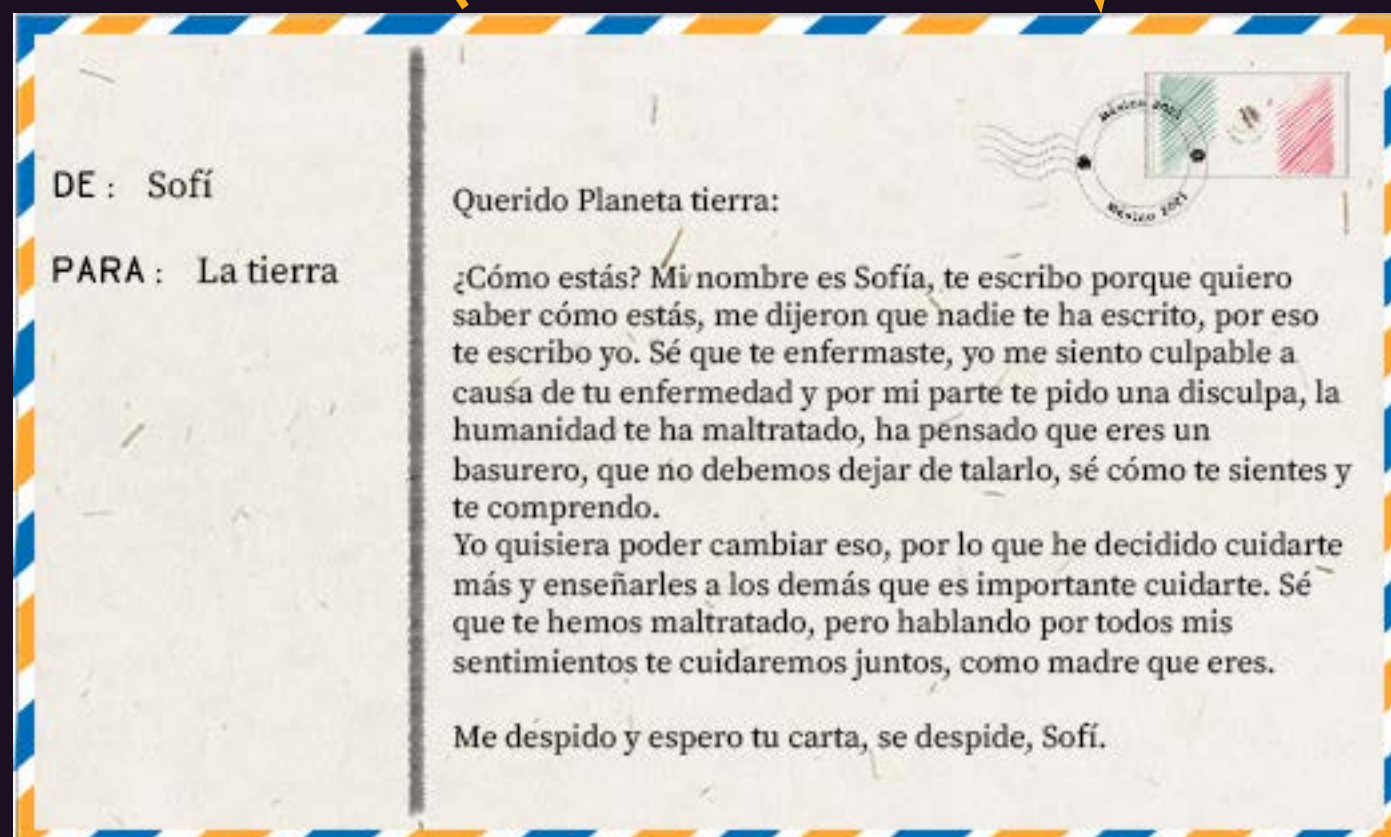 México 2021
México 2021
DE: Sofí
PARA: La tierra
Querido Planeta tierra:
¿Cómo estás? Mi nombre es Sofía, te escribo porque quiero
saber cómo estás, me dijeron que nadie te ha escrito, por eso
te escribo yo. Sé que te enfermaste, yo me siento culpable a
causa de tu enfermedad y por mi parte te pido una disculpa, la
humanidad te ha maltratado, ha pensado que eres un
basurero, que no debemos dejar de talarlo, sé cómo te sientes y
te comprendo.
Yo quisiera poder cambiar eso, por lo que he decidido cuidarte
más y enseñarles a los demás que es importante cuidarte. Sé
que te hemos maltratado, pero hablando por todos mis
sentimientos te cuidaremos juntos, como madre que eres.
Me despido y espero tu carta, se despide, Sofí.